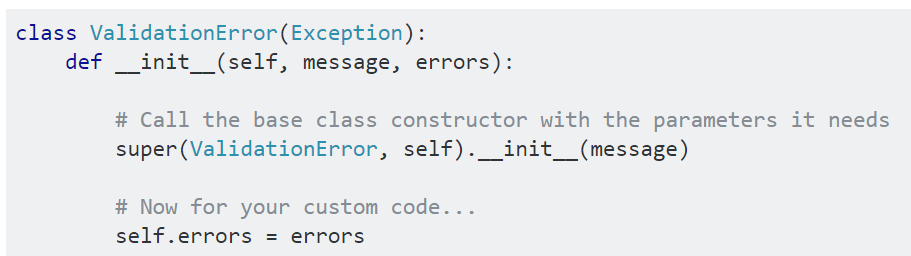 class ValidationError(Exception):
    def __init__(self, message, errors):
        # Call the base class constructor with the parameters it needs
        super(ValidationError, self).__init__(message)
        # Now for your custom code...
        self.errors = errors